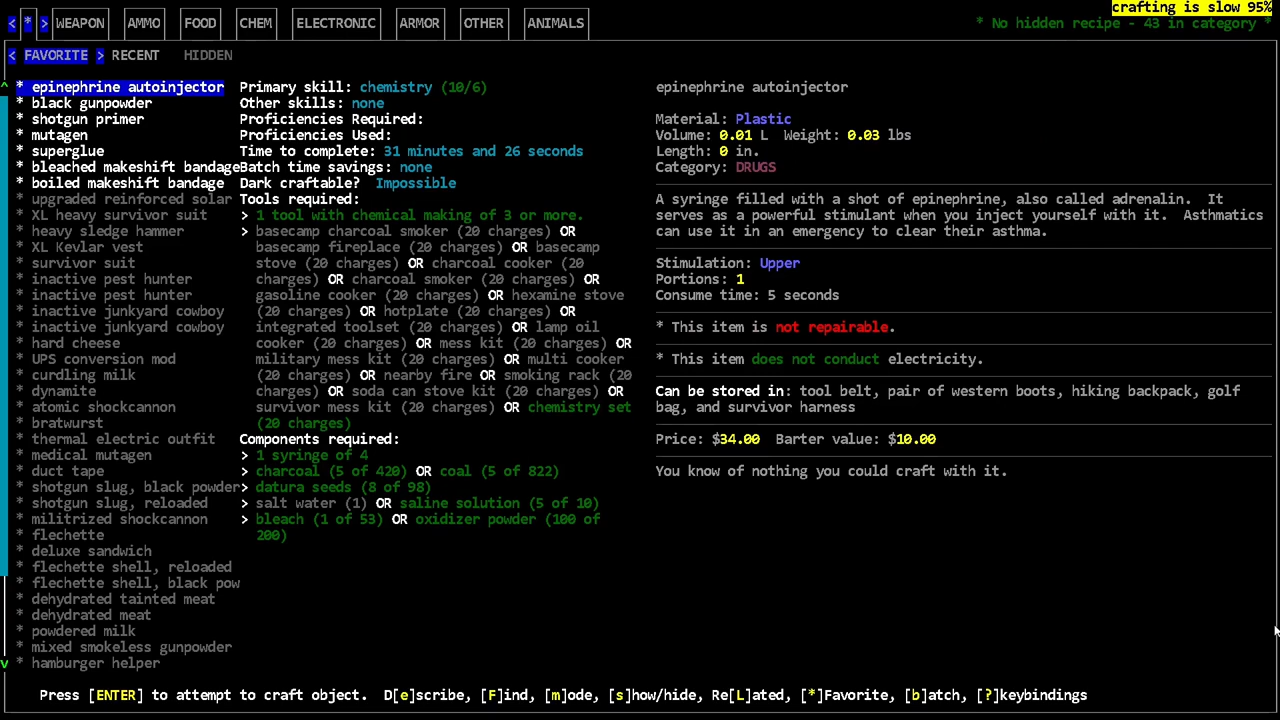 crafting is slow 95%
< * > WEAPON AMMO FOOD CHEM ELECTRONIC ARMOR OTHER ANIMALS * No hidden recipe - 43 in category *
< FAVORITE > RECENT HIDDEN
^ * epinephrine autoinjector
* black gunpowder
* shotgun primer
* mutagen
* superglue
* bleached makeshift bandage
* boiled makeshift bandage
* upgraded reinforced solar
* XL heavy survivor suit
* heavy sledge hammer
* XL Kevlar vest
* survivor suit
* inactive pest hunter
* inactive pest hunter
* inactive junkyard cowboy
* inactive junkyard cowboy
* hard cheese
* UPS conversion mod
* curdling milk
* dynamite
* atomic shockcannon
* bratwurst
* thermal electric outfit
* medical mutagen
* duct tape
* shotgun slug, black powder
* shotgun slug, reloaded
* militrized shockcannon
* flechette
* deluxe sandwich
* flechette shell, reloaded
* flechette shell, black pow
* dehydrated tainted meat
* dehydrated meat
* powdered milk
* mixed smokeless gunpowder
v * hamburger helper
Primary skill: chemistry (10/6)
Other skills: none
Proficiencies Required:
Proficiencies Used:
Time to complete: 31 minutes and 26 seconds
Batch time savings: none
Dark craftable? Impossible
Tools required:
> 1 tool with chemical making of 3 or more.
> basecamp charcoal smoker (20 charges) OR
basecamp fireplace (20 charges) OR basecamp
stove (20 charges) OR charcoal cooker (20
charges) OR charcoal smoker (20 charges) OR
gasoline cooker (20 charges) OR hexamine stove
(20 charges) OR hotplate (20 charges) OR
integrated toolset (20 charges) OR lamp oil
cooker (20 charges) OR mess kit (20 charges) OR
military mess kit (20 charges) OR multi cooker
(20 charges) OR nearby fire OR smoking rack (20
charges) OR soda can stove kit (20 charges) OR
survivor mess kit (20 charges) OR chemistry set
(20 charges)
Components required:
> 1 syringe of 4
> charcoal (5 of 420) OR coal (5 of 822)
> datura seeds (8 of 98)
> salt water (1) OR saline solution (5 of 10)
> bleach (1 of 53) OR oxidizer powder (100 of
200)
epinephrine autoinjector
Material: Plastic
Volume: 0.01 L Weight: 0.03 lbs
Length: 0 in.
Category: DRUGS
A syringe filled with a shot of epinephrine, also called adrenalin. It
serves as a powerful stimulant when you inject yourself with it. Asthmatics
can use it in an emergency to clear their asthma.
Stimulation: Upper
Portions: 1
Consume time: 5 seconds
* This item is not repairable.
* This item does not conduct electricity.
Can be stored in: tool belt, pair of western boots, hiking backpack, golf
bag, and survivor harness
Price: $34.00 Barter value: $10.00
You know of nothing you could craft with it.
Press [ENTER] to attempt to craft object. D[e]scribe, [F]ind, [m]ode, [s]how/hide, Re[L]ated, [*]Favorite, [b]atch, [?]keybindings